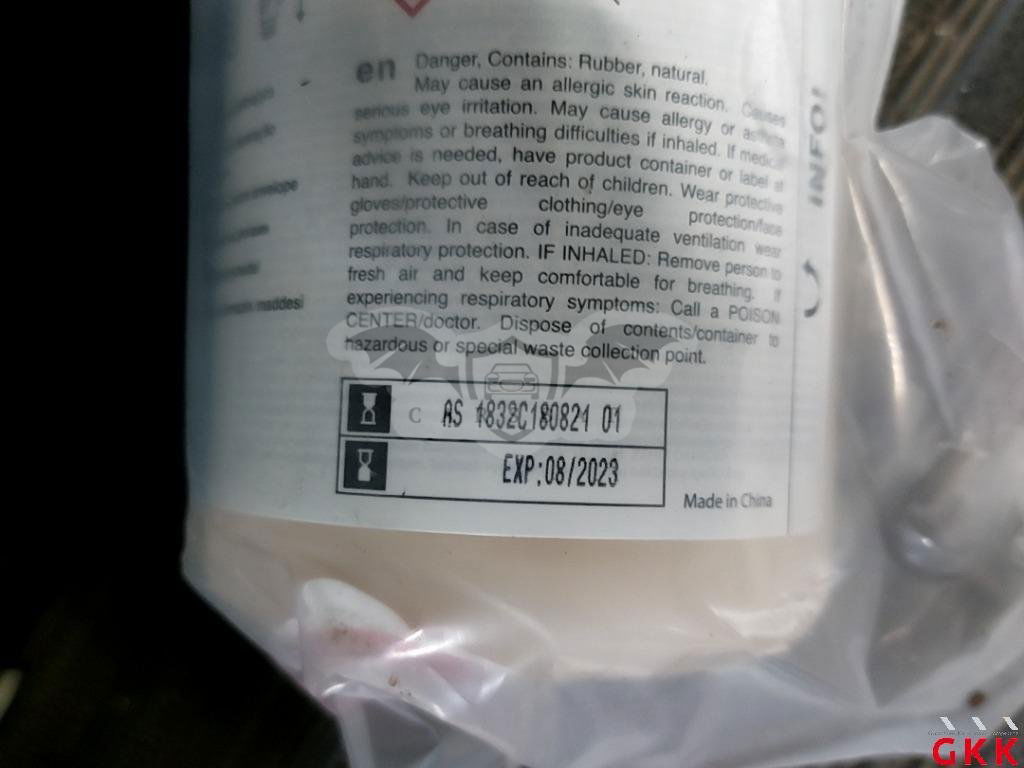 en Danger, Contains: Rubber, natural.
May cause an allergic skin reaction. Causes
serious eye irritation. May cause allergy or asthma
symptoms or breathing difficulties if inhaled. If medical
advice is needed, have product container or label at
hand. Keep out of reach of children. Wear protective
gloves/protective clothing/eye protection/face
protection. In case of inadequate ventilation wear
respiratory protection. IF INHALED: Remove person to
fresh air and keep comfortable for breathing. If
experiencing respiratory symptoms: Call a POISON
CENTER/doctor. Dispose of contents/container to
hazardous or special waste collection point.
C AS 1832C180821 01
EXP:08/2023
Made in China
INFO!
maddesi
GKK